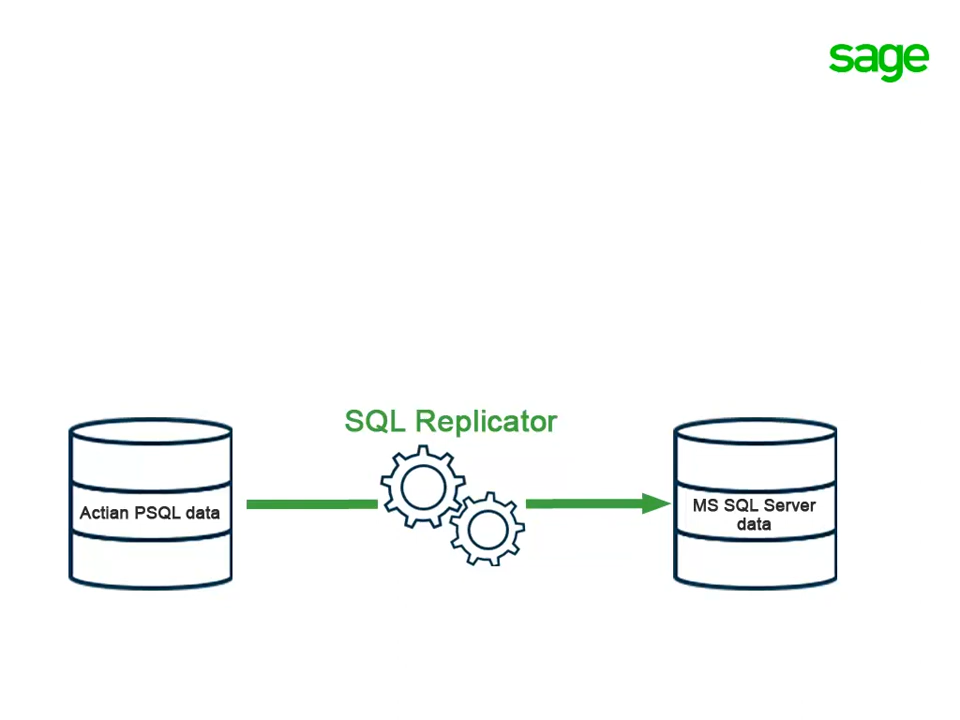 sage
SQL Replicator
Actian PSQL data
MS SQL Server
data